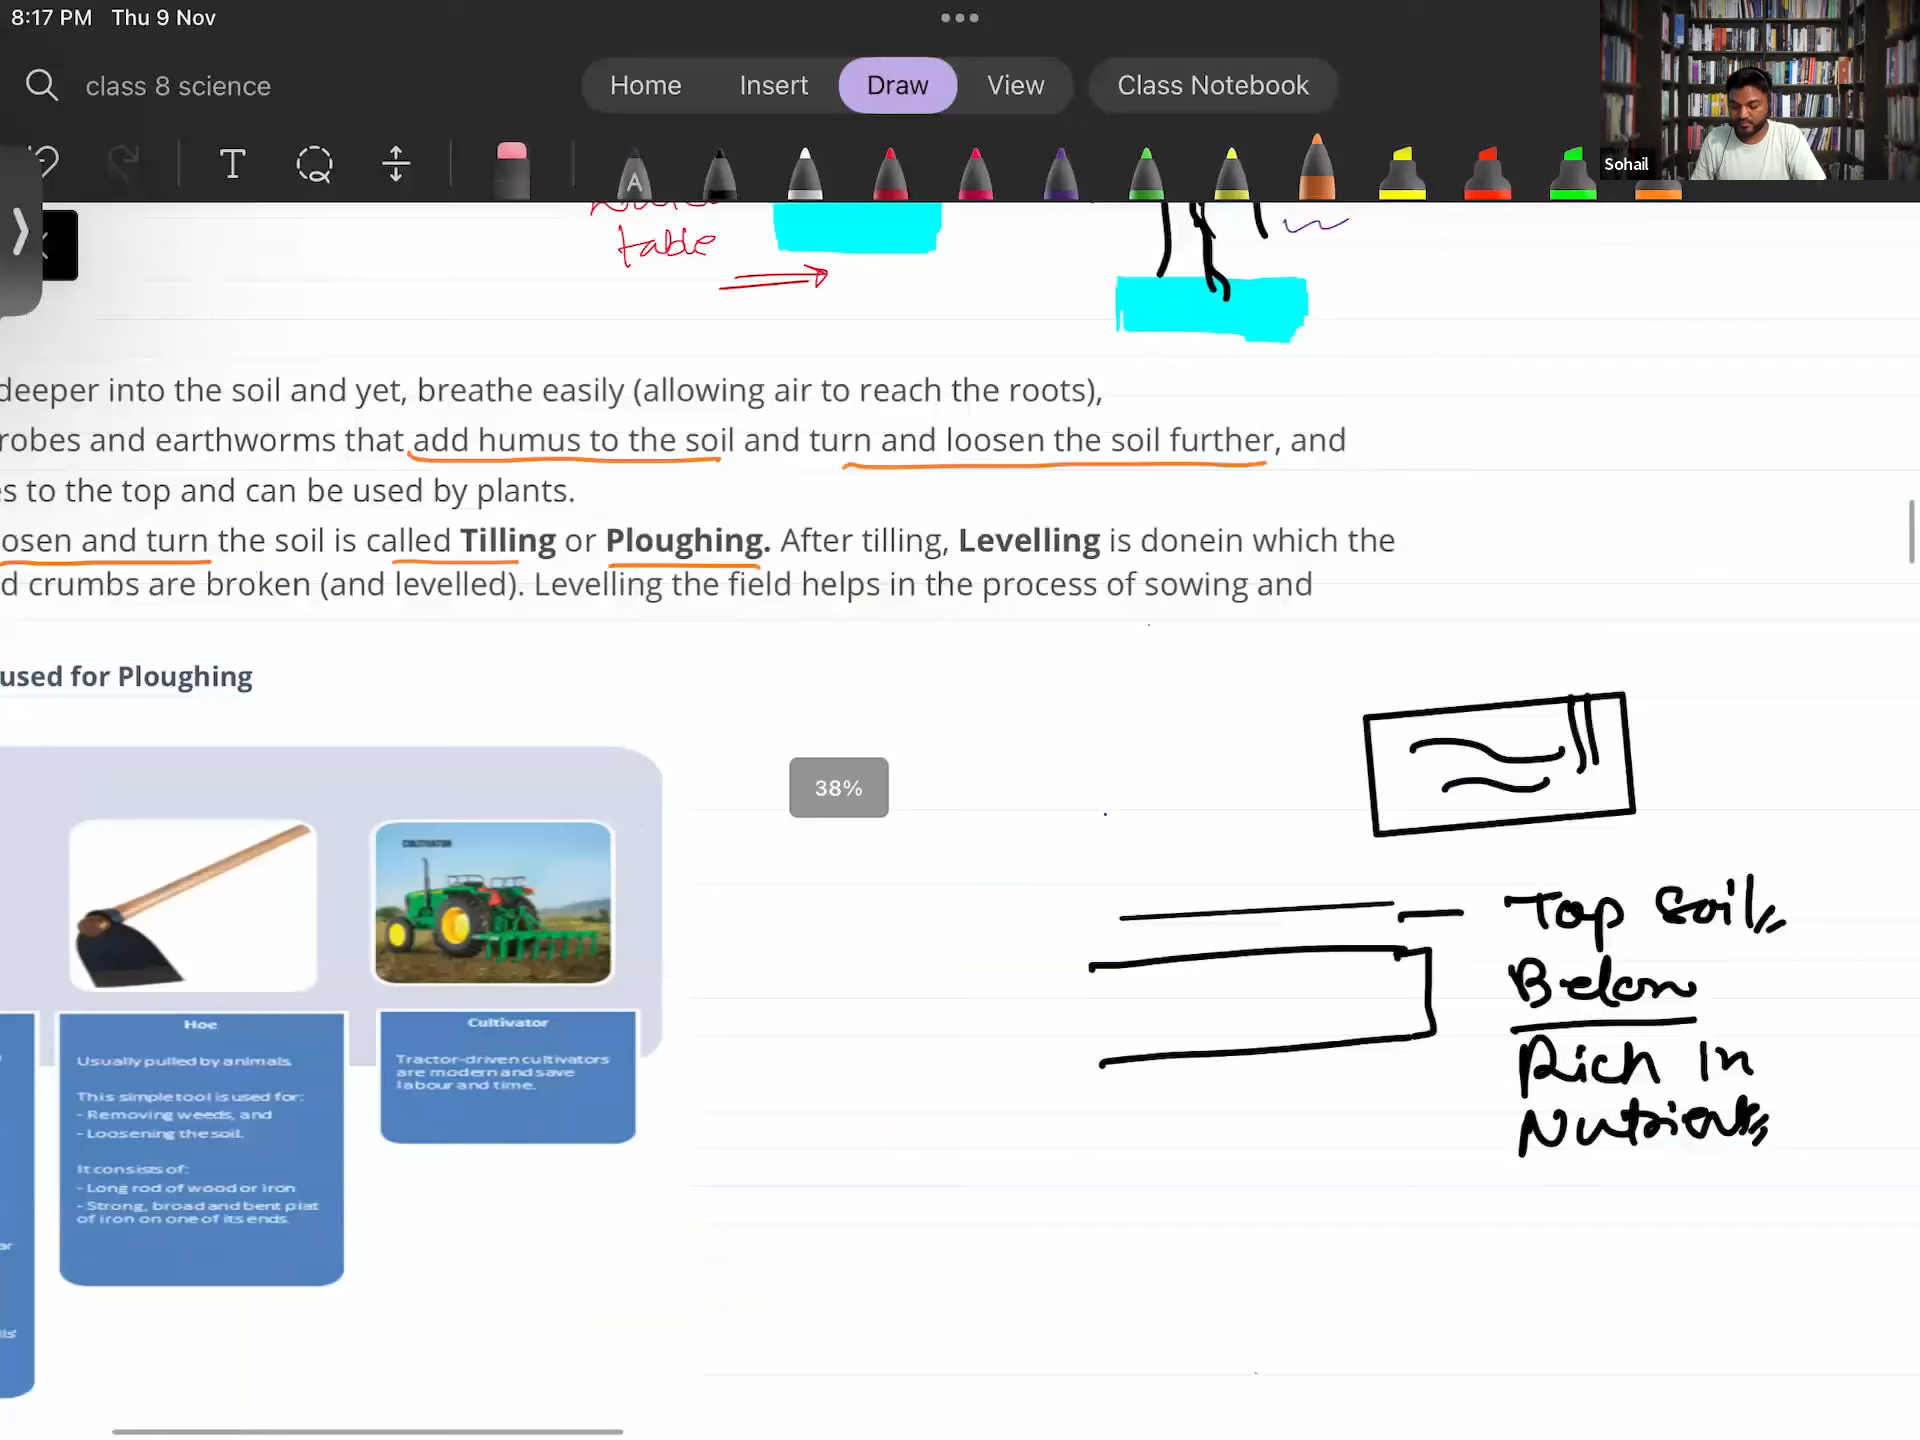 8:17 PM Thu 9 Nov
class 8 science
Home Insert Draw View Class Notebook
T
A
Sohail
table
deeper into the soil and yet, breathe easily (allowing air to reach the roots),
robes and earthworms that add humus to the soil and turn and loosen the soil further, and
es to the top and can be used by plants.
osen and turn the soil is called Tilling or Ploughing. After tilling, Levelling is donein which the
d crumbs are broken (and levelled). Levelling the field helps in the process of sowing and
used for Ploughing
38%
CULTIVATOR
Hoe
Usually pulled by animals.
This simple tool is used for:
- Removing weeds, and
- Loosening the soil.
It consists of:
- Long rod of wood or iron
- Strong, broad and bent plat
of iron on one of its ends.
Cultivator
Tractor-driven cultivators
are modern and save
labour and time.
ar
Top Soil
Below
Rich In
Nutrients